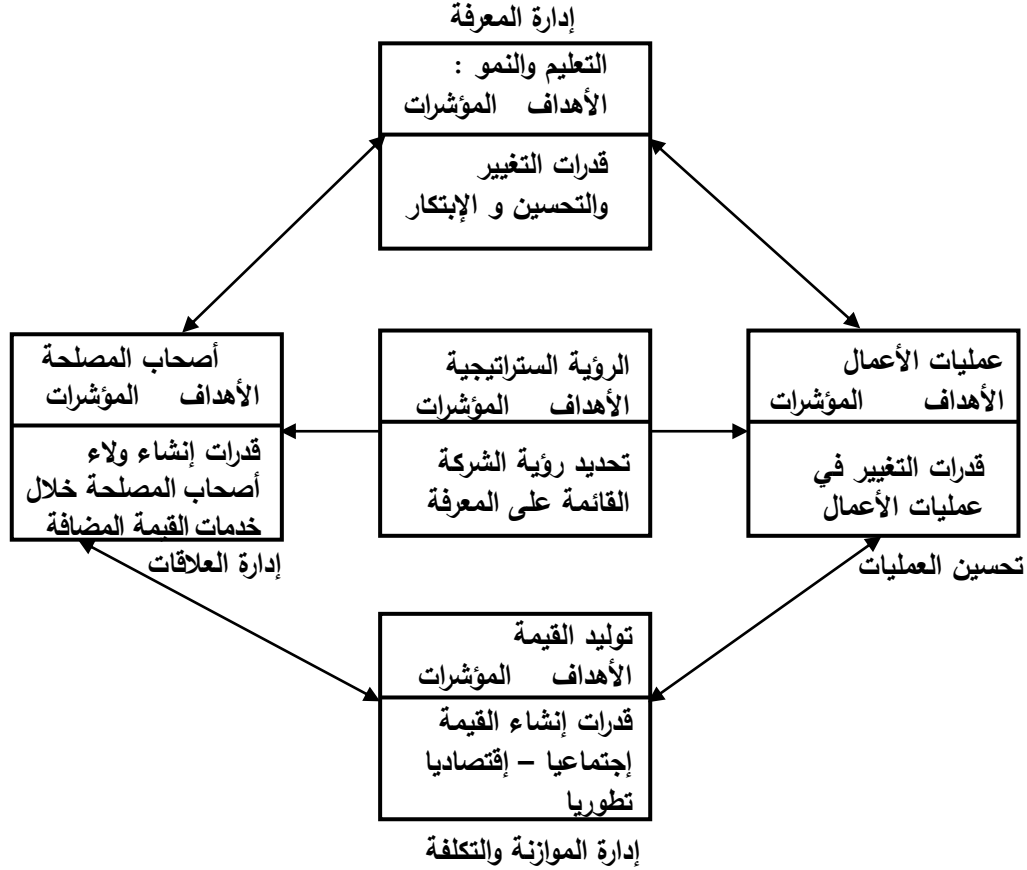 إدارة المعرفة
التعليم والنمو :
الأهداف المؤشرات
قدرات التغيير
والتحسين و الإبتكار
عمليات الأعمال
الأهداف المؤشرات
قدرات التغيير في
عمليات الأعمال
تحسين العمليات
الرؤية الستراتيجية
الأهداف المؤشرات
تحديد رؤية الشركة
القائمة على المعرفة
أصحاب المصلحة
الأهداف المؤشرات
قدرات إنشاء ولاء
أصحاب المصلحة خلال
خدمات القيمة المضافة
إدارة العلاقات
توليد القيمة
الأهداف المؤشرات
قدرات إنشاء القيمة
إجتماعيا – إقتصاديا
تطوريا
إدارة الموازنة والتكلفة